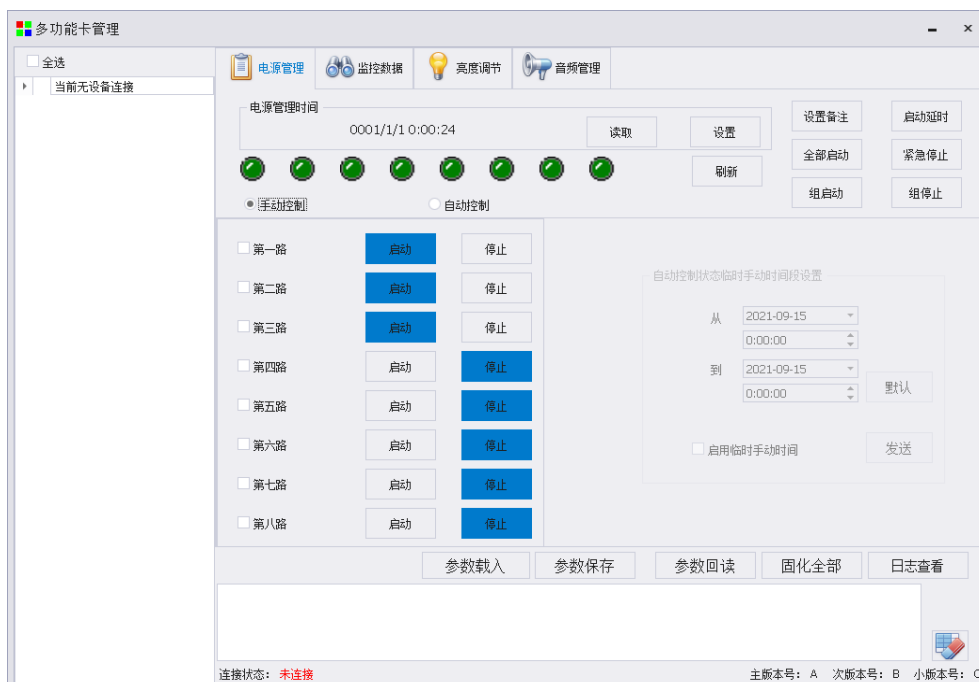 多功能卡管理
全选
当前无设备连接
电源管理 监控数据 亮度调节 音频管理
电源管理时间
0001/1/1 0:00:24 读取 设置
设置备注 启动延时
全部启动 紧急停止
刷新
组启动 组停止
手动控制 自动控制
第一路 启动 停止
第二路 启动 停止
第三路 启动 停止
第四路 启动 停止
第五路 启动 停止
第六路 启动 停止
第七路 启动 停止
第八路 启动 停止
自动控制状态临时手动时间段设置
从 2021-09-15
0:00:00
到 2021-09-15
0:00:00
默认
启用临时手动时间 发送
参数载入 参数保存 参数回读 固化全部 日志查看
连接状态: 未连接 主版本号: A 次版本号: B 小版本号: C